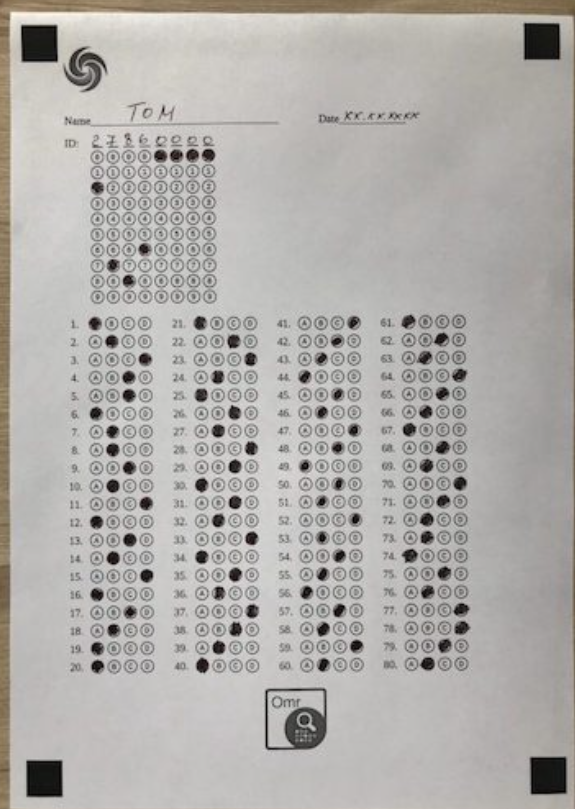 Name TOM Date XX.XX.XXXX
ID: 2 7 8 6 0 0 0 0
0 0 0 0 0 0 0 0
1 1 1 1 1 1 1 1
2 2 2 2 2 2 2
3 3 3 3 3 3 3 3
4 4 4 4 4 4 4 4
5 5 5 5 5 5 5 5
6 6 6 6 6 6 6
7 7 7 7 7 7 7
8 8 8 8 8 8 8
9 9 9 9 9 9 9 9
1. B C D 21. B C D 41. A B C 61. B C D
2. A C D 22. A B D 42. A B D 62. A B D
3. A B C 23. A B C 43. A C D 63. A C D
4. A B D 24. A C D 44. B C D 64. A B C
5. A B D 25. B C D 45. A B D 65. A B D
6. B C D 26. A B D 46. A C D 66. A C D
7. A C D 27. A C D 47. A B C 67. B C D
8. A C D 28. A B C 48. A B D 68. A B D
9. A B D 29. A B D 49. B C D 69. A C D
10. A C D 30. B C D 50. A B D 70. A B C
11. A B C 31. A B D 51. A C D 71. A B D
12. B C D 32. A C D 52. A B C 72. A C D
13. A B D 33. A B C 53. A C D 73. A C D
14. A C D 34. B C D 54. A B D 74. B C D
15. A B C 35. A B D 55. A C D 75. A B D
16. B C D 36. A C D 56. B C D 76. A C D
17. A B D 37. A B C 57. A B D 77. A B C
18. A C D 38. A B D 58. A C D 78. A B C
19. B C D 39. A C D 59. A B C 79. A B D
20. B C D 40. B C D 60. A C D 80. A C D
Omr